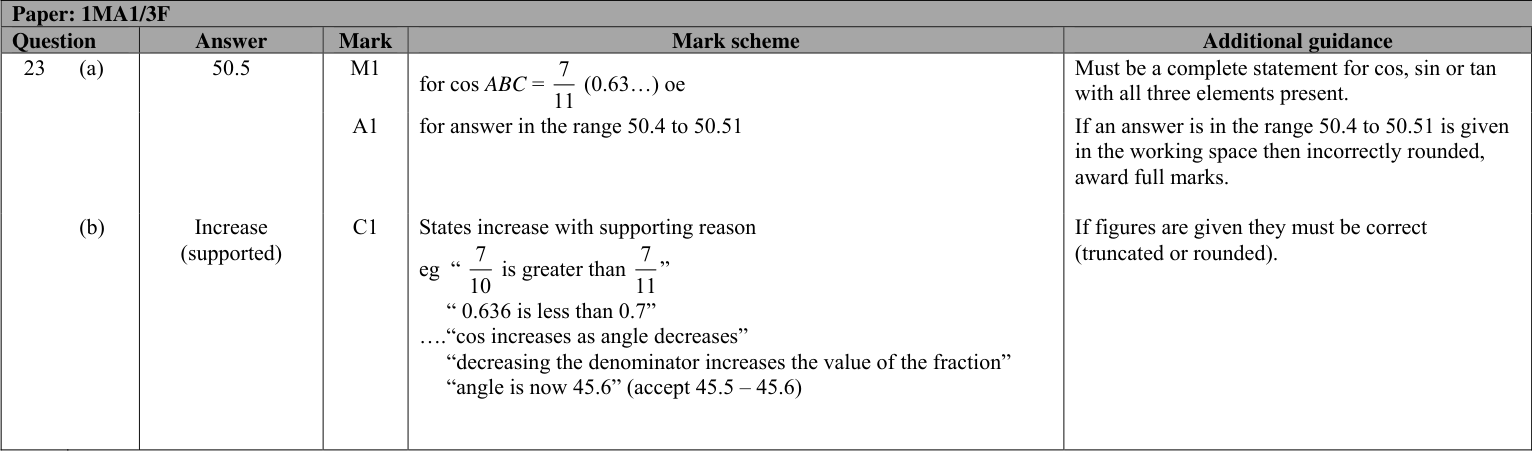 Paper: 1MA1/3F
Question Answer Mark Mark scheme Additional guidance
23 (a) 50.5 M1 for cos ABC = 7/11 (0.63…) oe Must be a complete statement for cos, sin or tan
with all three elements present.
A1 for answer in the range 50.4 to 50.51 If an answer is in the range 50.4 to 50.51 is given
in the working space then incorrectly rounded,
award full marks.
(b) Increase C1 States increase with supporting reason If figures are given they must be correct
(supported) (truncated or rounded).
eg “ 7/10 is greater than 7/11”
“ 0.636 is less than 0.7”
….“cos increases as angle decreases”
“decreasing the denominator increases the value of the fraction”
“angle is now 45.6” (accept 45.5 – 45.6)